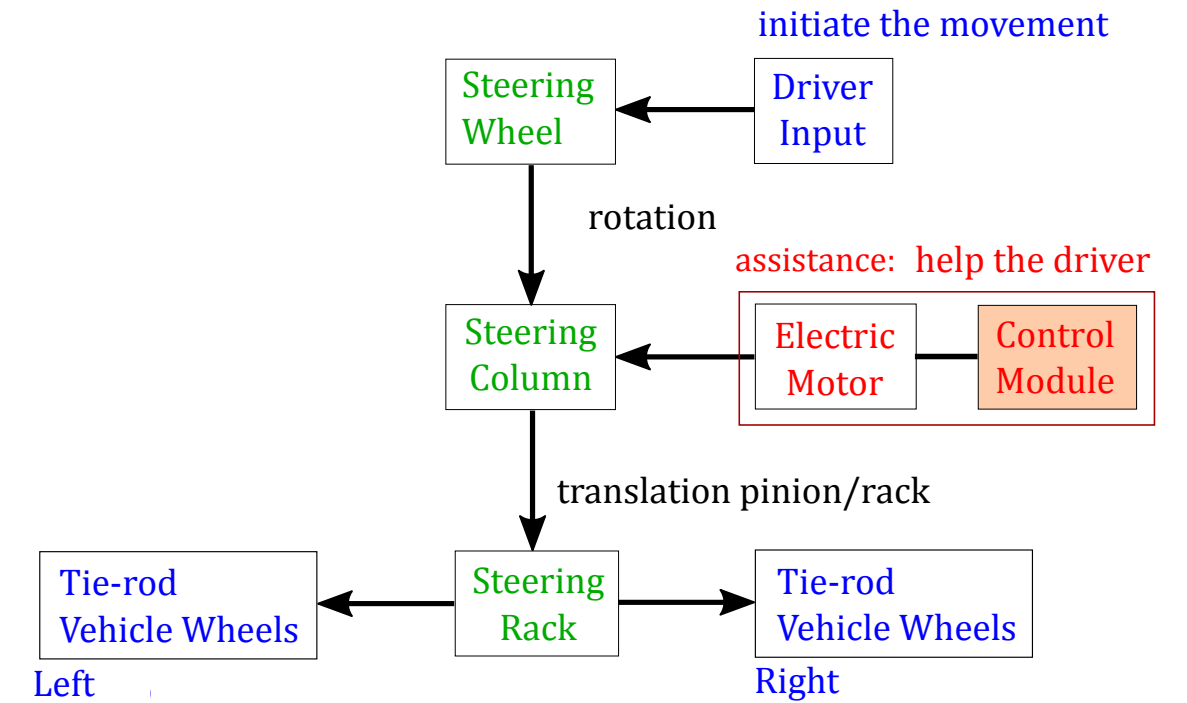 initiate the movement
Steering
Wheel
Driver
Input
rotation
assistance: help the driver
Steering
Column
Electric
Motor
Control
Module
translation pinion/rack
Tie-rod
Vehicle Wheels
Left
Steering
Rack
Tie-rod
Vehicle Wheels
Right